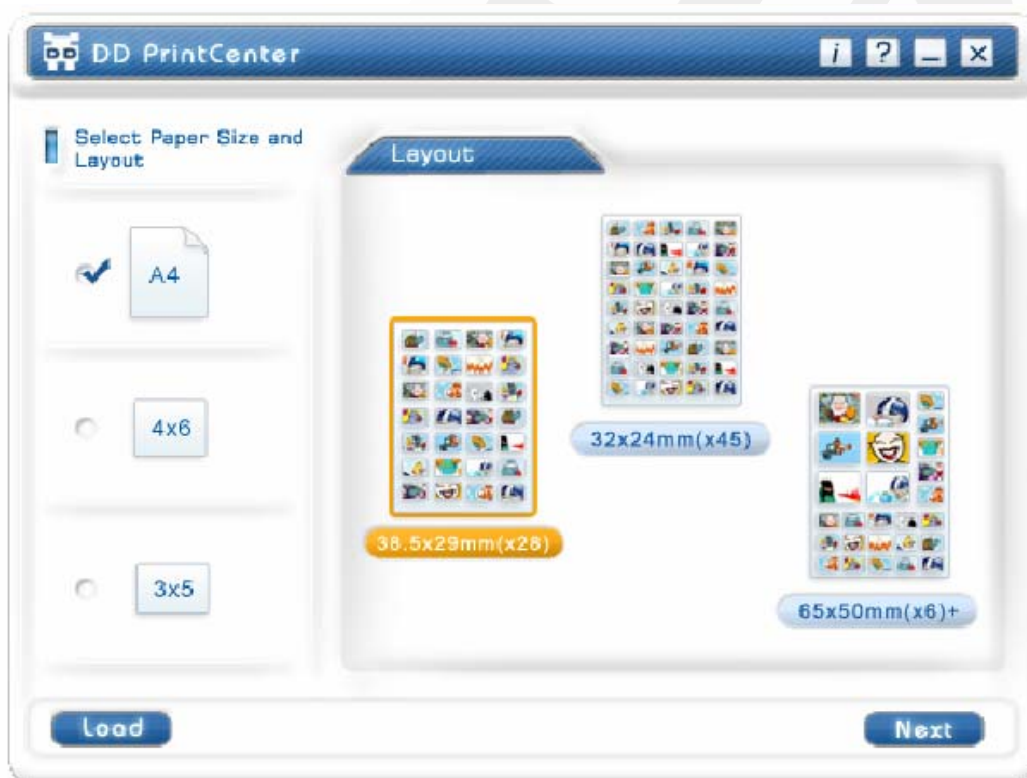 DD PrintCenter
i ?
Select Paper Size and
Layout
Layout
A4
4x6
3x5
38.5x29mm(x28)
32x24mm(x45)
65x50mm(x6)+
Load
Next